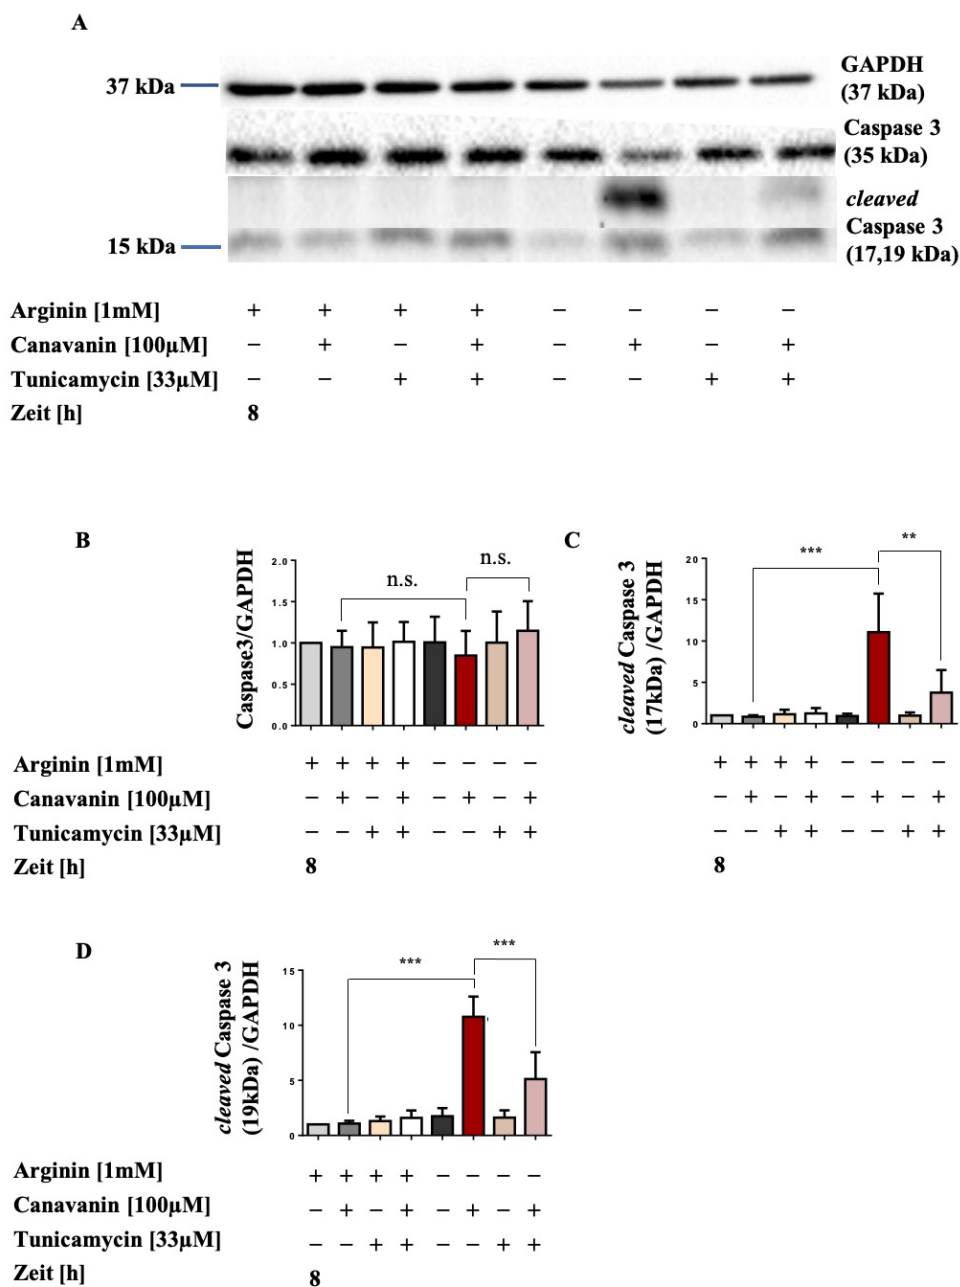 A
37 kDa
GAPDH
(37 kDa)
Caspase 3
(35 kDa)
cleaved
Caspase 3
(17,19 kDa)
15 kDa
Arginin [1mM] + + + + − − − −
Canavanin [100µM] − + − + − + − +
Tunicamycin [33µM] − − + + − − + +
Zeit [h] 8
B
Caspase3/GAPDH
2.0
1.5
1.0
0.5
0.0
n.s.
n.s.
Arginin [1mM] + + + + − − − −
Canavanin [100µM] − + − + − + − +
Tunicamycin [33µM] − − + + − − + +
Zeit [h] 8
C
cleaved Caspase 3
(17kDa) /GAPDH
20
15
10
5
0
***
**
+ + + + − − − −
− + − + − + − +
− − + + − − + +
8
D
cleaved Caspase 3
(19kDa) /GAPDH
15
10
5
0
***
***
Arginin [1mM] + + + + − − − −
Canavanin [100µM] − + − + − + − +
Tunicamycin [33µM] − − + + − − + +
Zeit [h] 8